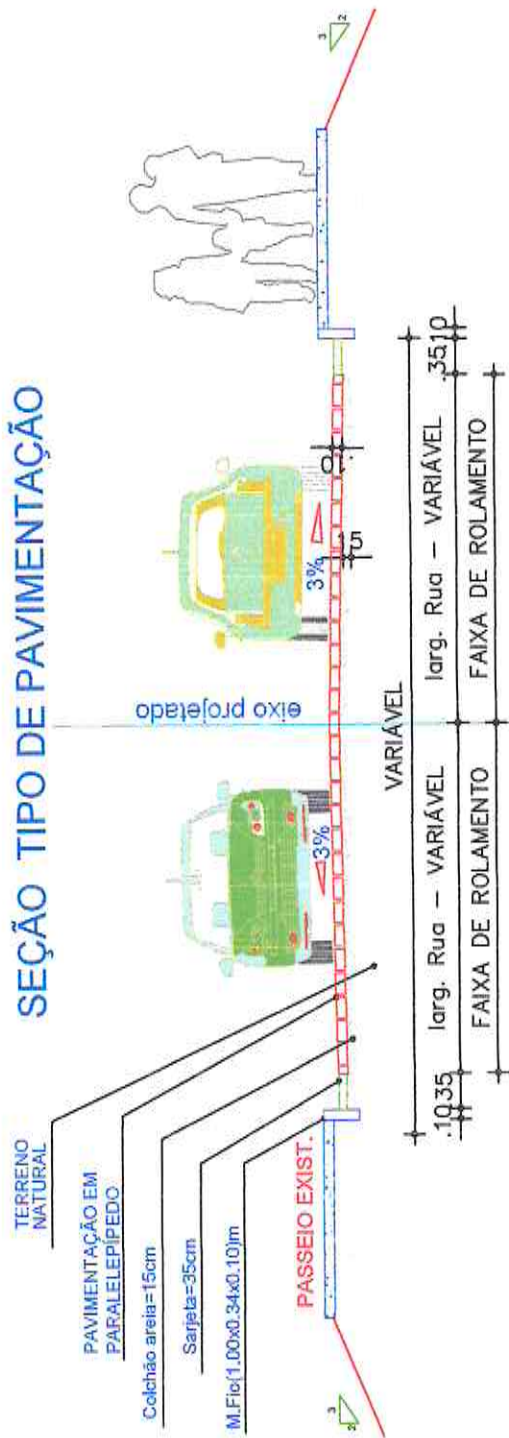 SEÇÃO TIPO DE PAVIMENTAÇÃO
TERRENO
NATURAL
PAVIMENTAÇÃO EM
PARALELEPÍPEDO
Colchão areia=15cm
Sarjeta=35cm
M.Fio(1.00x0.34x0.10)m
PASSEIO EXIST.
3
2
3%
eixo projetado
3%
.15
.10
3
2
VARIÁVEL
.10
.35
larg. Rua - VARIÁVEL
larg. Rua - VARIÁVEL
.35
.10
FAIXA DE ROLAMENTO
FAIXA DE ROLAMENTO